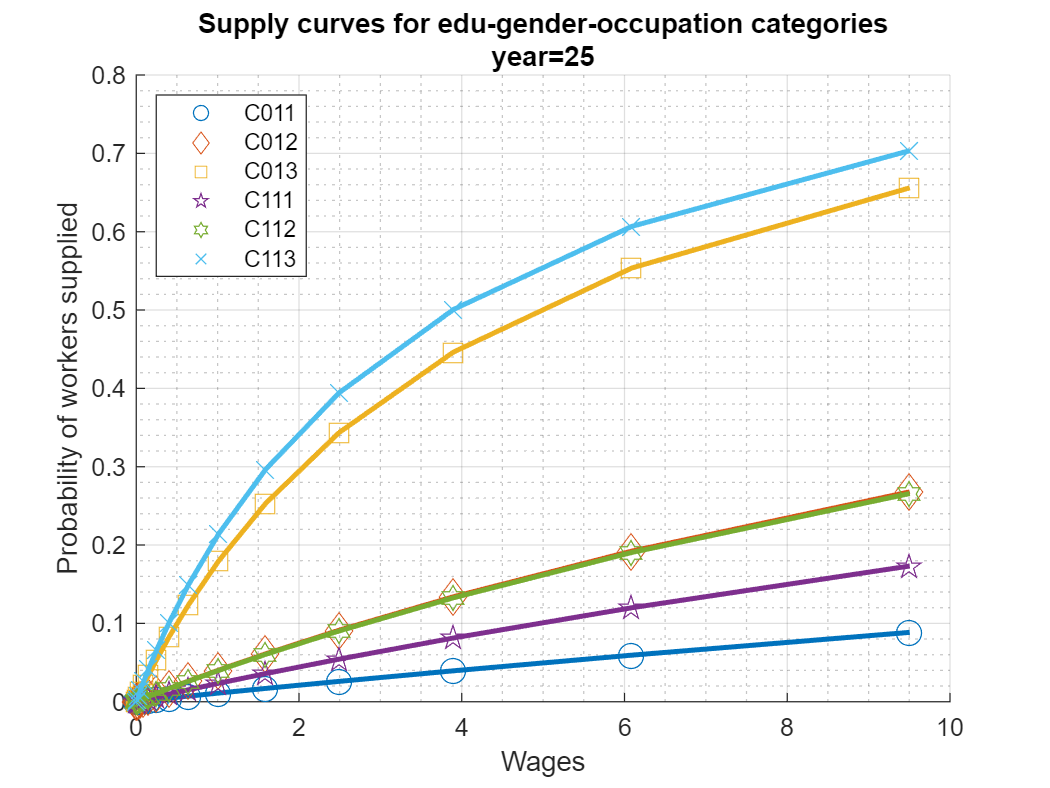 Supply curves for edu-gender-occupation categories
year=25
0.8
0.7
0.6
0.5
0.4
0.3
0.2
0.1
0
Probability of workers supplied
C011
C012
C013
C111
C112
C113
0
2
4
6
8
10
Wages